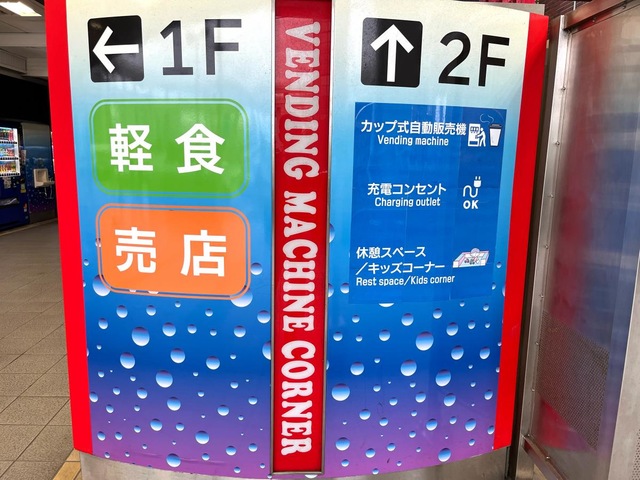 1F
軽食
売店
VENDING MACHINE CORNER
2F
カップ式自動販売機
Vending machine
充電コンセント
Charging outlet
OK
休憩スペース
／キッズコーナー
Rest space/Kids corner